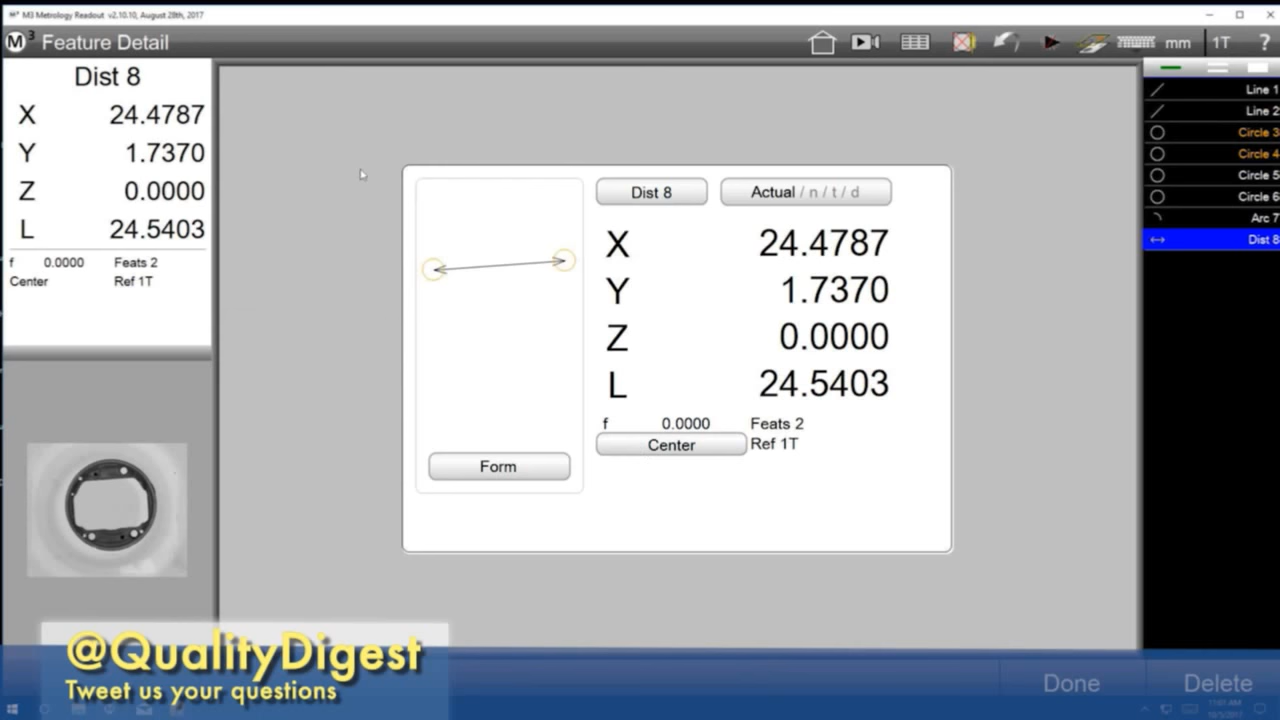 M3 Metrology Readout v2.10.10, August 28th, 2017
M3 Feature Detail
mm
1T
?
Dist 8
X 24.4787
Y 1.7370
Z 0.0000
L 24.5403
f 0.0000 Feats 2
Center Ref 1T
Dist 8
Actual / n / t / d
X 24.4787
Y 1.7370
Z 0.0000
L 24.5403
f 0.0000 Feats 2
Center Ref 1T
Form
Line 1
Line 2
Circle 3
Circle 4
Circle 5
Circle 6
Arc 7
Dist 8
@QualityDigest
Tweet us your questions
Done
Delete